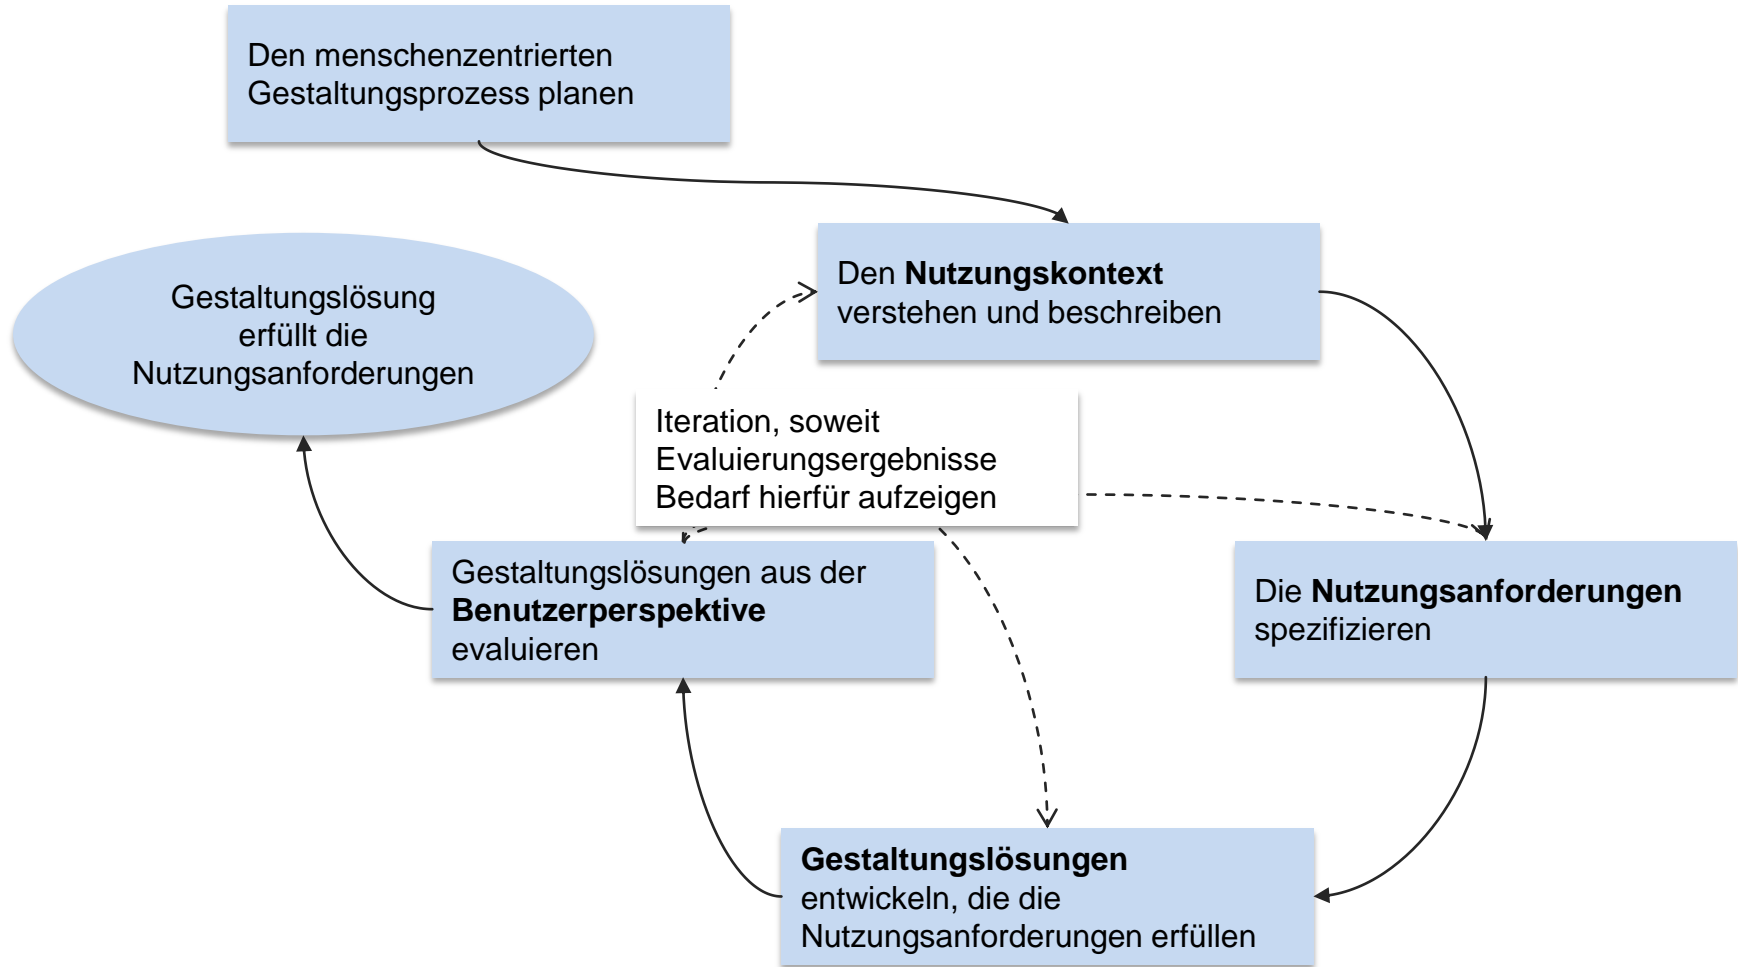 Den menschenzentrierten
Gestaltungsprozess planen
Den Nutzungskontext
verstehen und beschreiben
Gestaltungslösung
erfüllt die
Nutzungsanforderungen
Iteration, soweit
Evaluierungsergebnisse
Bedarf hierfür aufzeigen
Gestaltungslösungen aus der
Benutzerperspektive
evaluieren
Die Nutzungsanforderungen
spezifizieren
Gestaltungslösungen
entwickeln, die die
Nutzungsanforderungen erfüllen